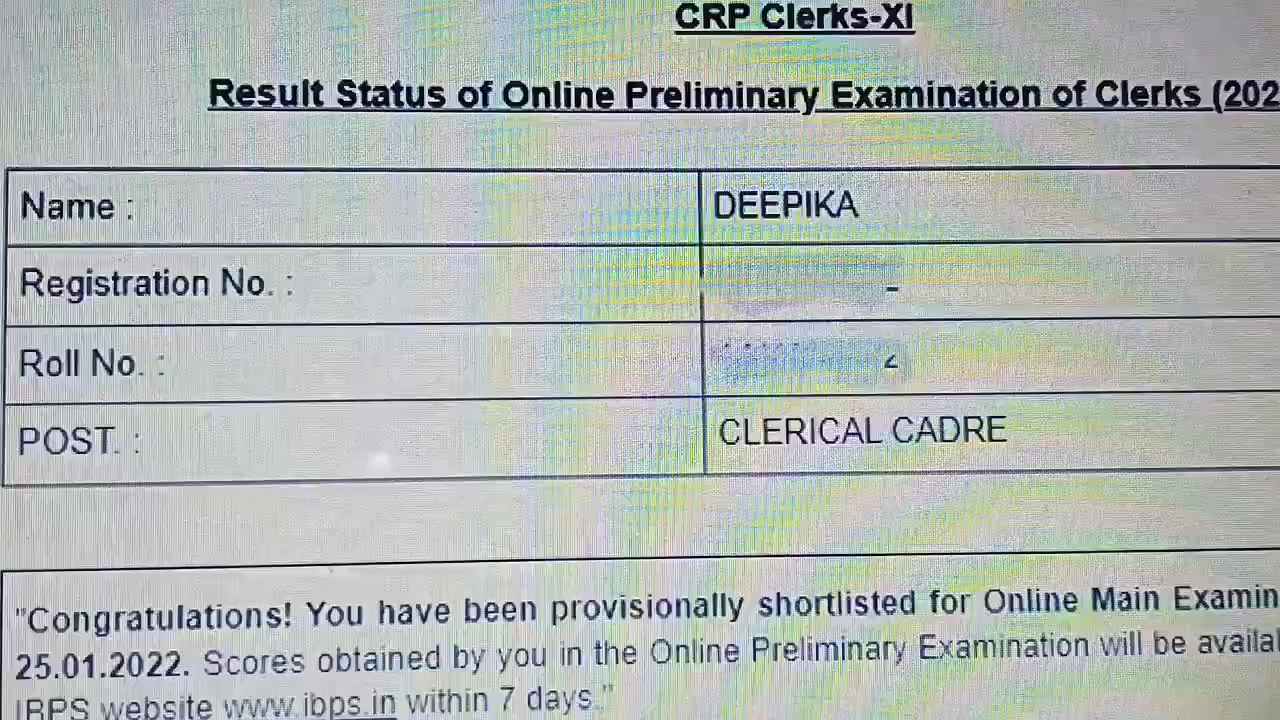 CRP Clerks-XI
Result Status of Online Preliminary Examination of Clerks (202
Name : DEEPIKA
Registration No. :
Roll No. :
POST. : CLERICAL CADRE
"Congratulations! You have been provisionally shortlisted for Online Main Examin
25.01.2022. Scores obtained by you in the Online Preliminary Examination will be availa
IBPS website www.ibps.in within 7 days."